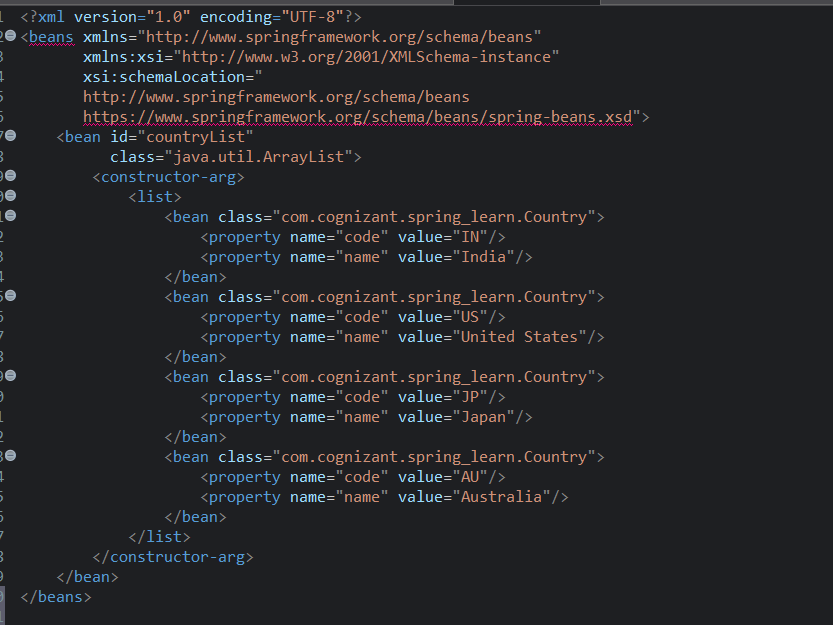 <?xml version="1.0" encoding="UTF-8"?>
<beans xmlns="http://www.springframework.org/schema/beans"
       xmlns:xsi="http://www.w3.org/2001/XMLSchema-instance"
       xsi:schemaLocation="
       http://www.springframework.org/schema/beans
       https://www.springframework.org/schema/beans/spring-beans.xsd">
    <bean id="countryList"
          class="java.util.ArrayList">
        <constructor-arg>
            <list>
                <bean class="com.cognizant.spring_learn.Country">
                    <property name="code" value="IN"/>
                    <property name="name" value="India"/>
                </bean>
                <bean class="com.cognizant.spring_learn.Country">
                    <property name="code" value="US"/>
                    <property name="name" value="United States"/>
                </bean>
                <bean class="com.cognizant.spring_learn.Country">
                    <property name="code" value="JP"/>
                    <property name="name" value="Japan"/>
                </bean>
                <bean class="com.cognizant.spring_learn.Country">
                    <property name="code" value="AU"/>
                    <property name="name" value="Australia"/>
                </bean>
            </list>
        </constructor-arg>
    </bean>
</beans>